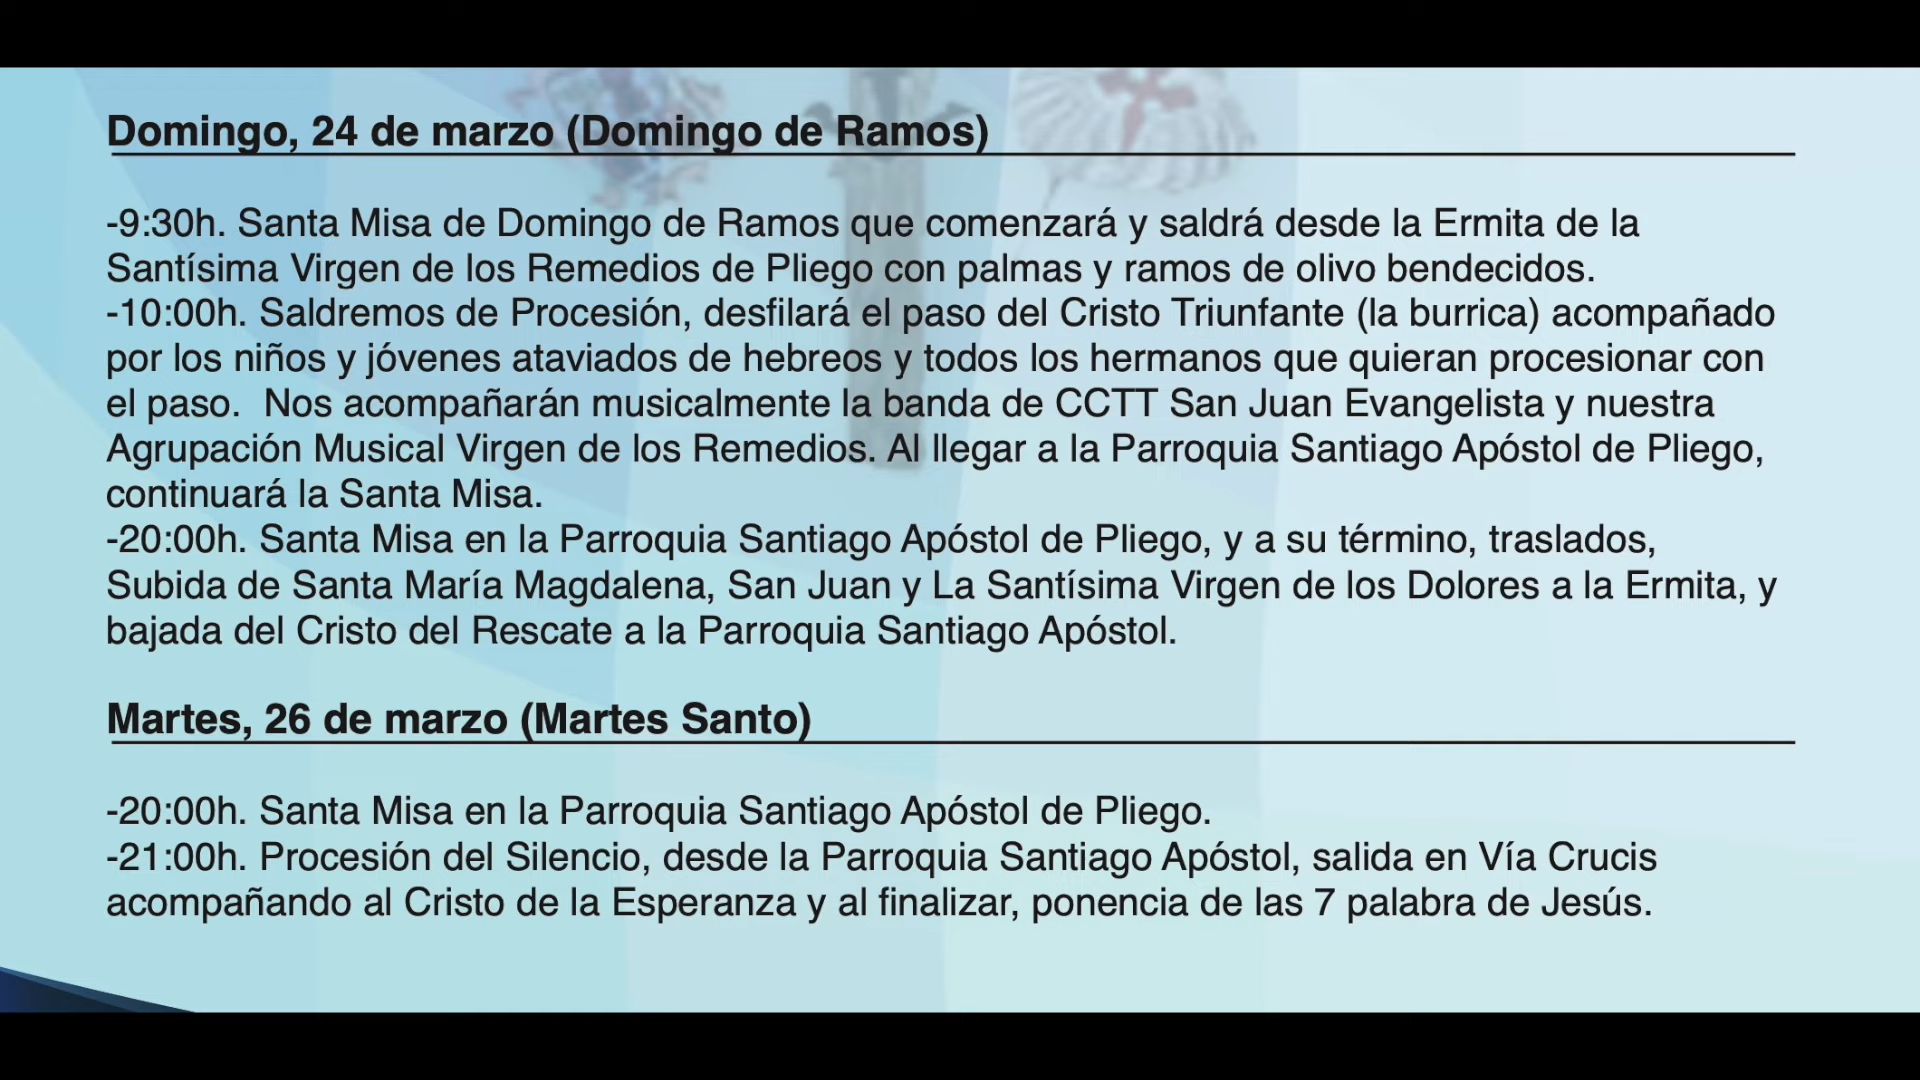 Domingo, 24 de marzo (Domingo de Ramos)
-9:30h. Santa Misa de Domingo de Ramos que comenzará y saldrá desde la Ermita de la
Santísima Virgen de los Remedios de Pliego con palmas y ramos de olivo bendecidos.
-10:00h. Saldremos de Procesión, desfilará el paso del Cristo Triunfante (la burrica) acompañado
por los niños y jóvenes ataviados de hebreos y todos los hermanos que quieran procesionar con
el paso.  Nos acompañarán musicalmente la banda de CCTT San Juan Evangelista y nuestra
Agrupación Musical Virgen de los Remedios. Al llegar a la Parroquia Santiago Apóstol de Pliego,
continuará la Santa Misa.
-20:00h. Santa Misa en la Parroquia Santiago Apóstol de Pliego, y a su término, traslados,
Subida de Santa María Magdalena, San Juan y La Santísima Virgen de los Dolores a la Ermita, y
bajada del Cristo del Rescate a la Parroquia Santiago Apóstol.
Martes, 26 de marzo (Martes Santo)
-20:00h. Santa Misa en la Parroquia Santiago Apóstol de Pliego.
-21:00h. Procesión del Silencio, desde la Parroquia Santiago Apóstol, salida en Vía Crucis
acompañando al Cristo de la Esperanza y al finalizar, ponencia de las 7 palabra de Jesús.